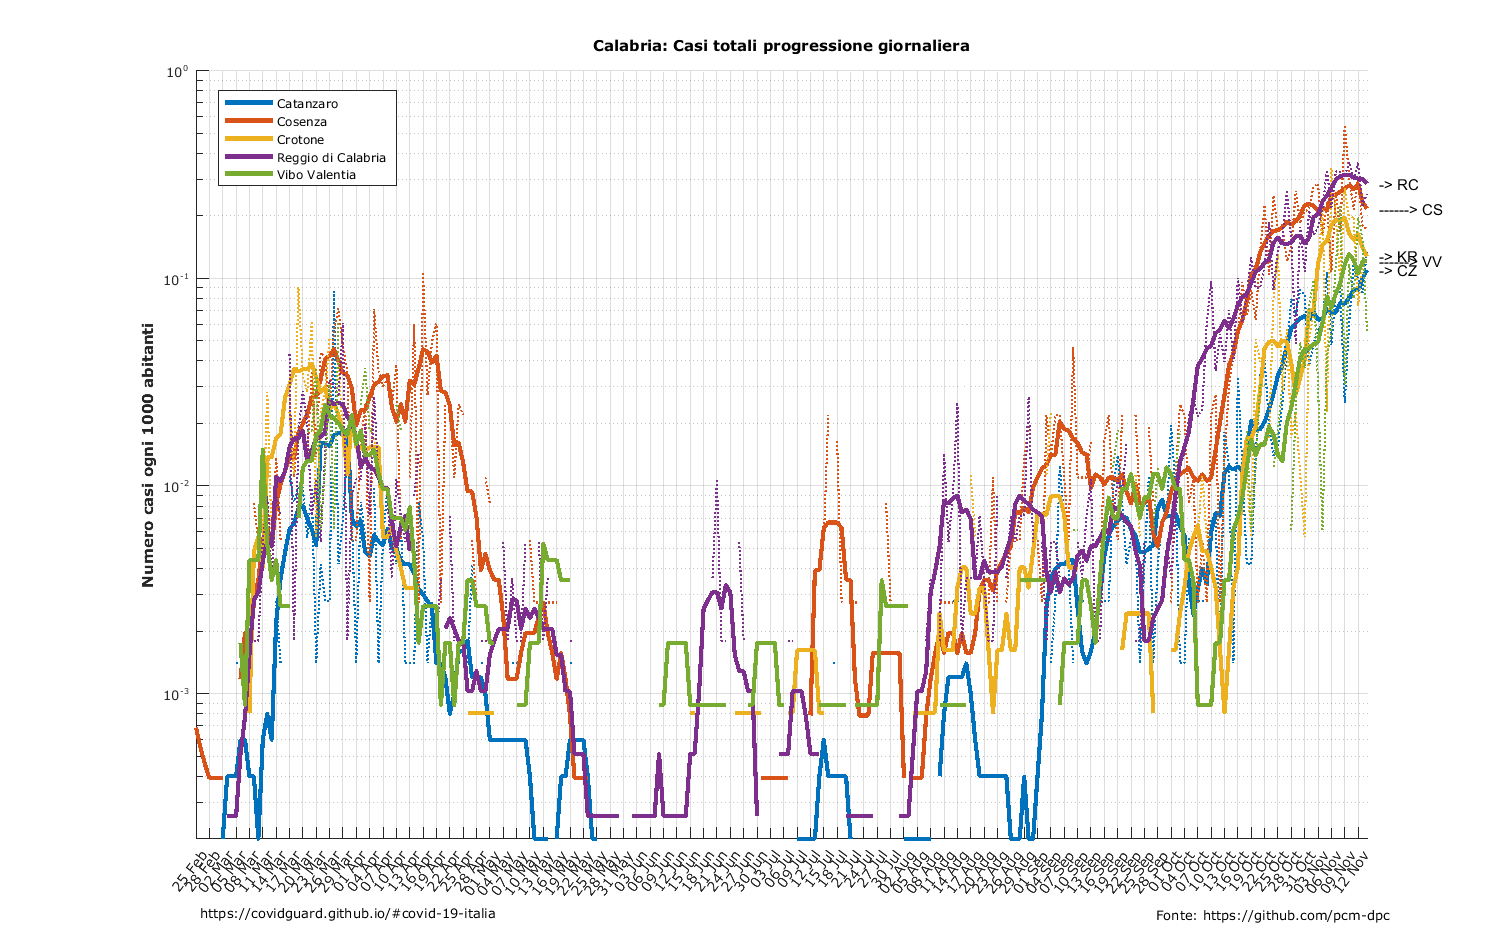 Calabria: Casi totali progressione giornaliera
10⁰
10⁻¹
10⁻²
10⁻³
Numero casi ogni 1000 abitanti
Catanzaro
Cosenza
Crotone
Reggio di Calabria
Vibo Valentia
-> RC
------> CS
-> KR
------> VV
-> CZ
25 Feb
28 Feb
02 Mar
05 Mar
08 Mar
11 Mar
14 Mar
17 Mar
20 Mar
23 Mar
26 Mar
29 Mar
01 Apr
04 Apr
07 Apr
10 Apr
13 Apr
16 Apr
19 Apr
22 Apr
25 Apr
28 Apr
01 May
04 May
07 May
10 May
13 May
16 May
19 May
22 May
25 May
28 May
31 May
03 Jun
06 Jun
09 Jun
12 Jun
15 Jun
18 Jun
21 Jun
24 Jun
27 Jun
30 Jun
03 Jul
06 Jul
09 Jul
12 Jul
15 Jul
18 Jul
21 Jul
24 Jul
27 Jul
30 Jul
02 Aug
05 Aug
08 Aug
11 Aug
14 Aug
17 Aug
20 Aug
23 Aug
26 Aug
29 Aug
01 Sep
04 Sep
07 Sep
10 Sep
13 Sep
16 Sep
19 Sep
22 Sep
25 Sep
28 Sep
01 Oct
04 Oct
07 Oct
10 Oct
13 Oct
16 Oct
19 Oct
22 Oct
25 Oct
28 Oct
31 Oct
03 Nov
06 Nov
09 Nov
12 Nov
https://covidguard.github.io/#covid-19-italia
Fonte: https://github.com/pcm-dpc